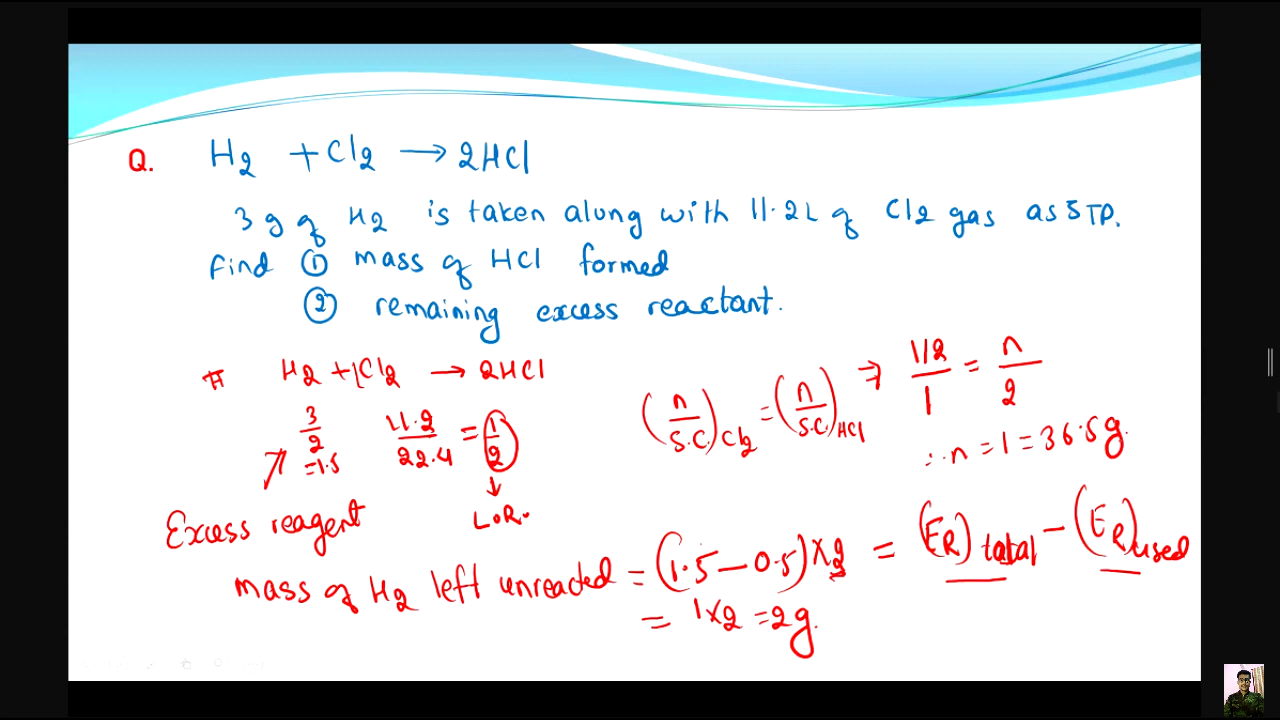 Q. H₂ + Cl₂ → 2HCl
3 g of H₂ is taken along with 11.2L of Cl₂ gas as STP.
Find ① mass of HCl formed
② remaining excess reactant.
# H₂ + 1Cl₂ → 2HCl
3/2 = 1.5 11.2/22.4 = 1/2
Excess reagent
↓ L.O.R.
(n/S.C.)Cl₂ = (n/S.C.)HCl ⇒ 1/2/1 = n/2
∴ n = 1 = 36.5g.
mass of H₂ left unreacted = (1.5 – 0.5) × 2 = (ER)total – (ER)used
= 1×2 = 2g.